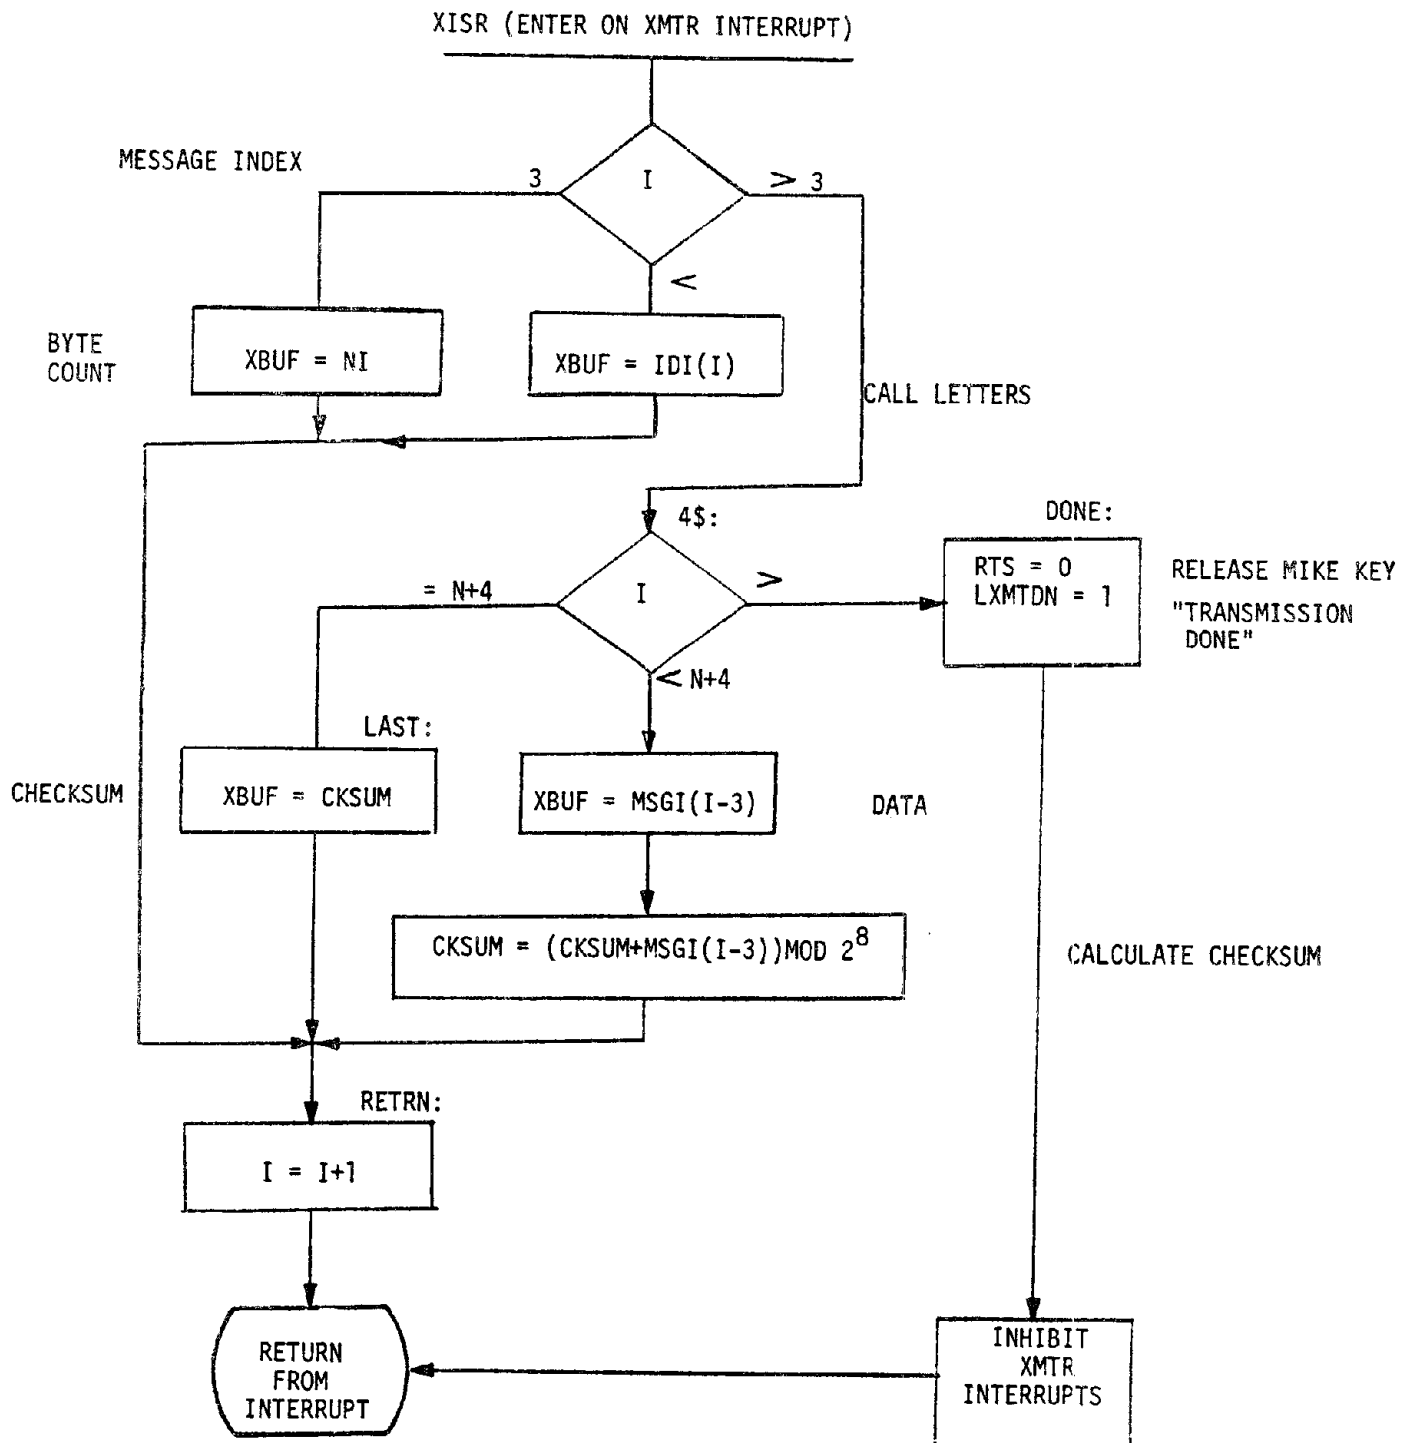 XISR (ENTER ON XMTR INTERRUPT)
MESSAGE INDEX
3
I
> 3
<
BYTE
COUNT
XBUF = NI
XBUF = IDI(I)
CALL LETTERS
4$:
DONE:
= N+4
I
>
RTS = 0
LXMTDN = 1
RELEASE MIKE KEY
"TRANSMISSION
DONE"
< N+4
LAST:
CHECKSUM
XBUF = CKSUM
XBUF = MSGI(I-3)
DATA
CKSUM = (CKSUM+MSGI(I-3))MOD 2^8
CALCULATE CHECKSUM
RETRN:
I = I+1
RETURN
FROM
INTERRUPT
INHIBIT
XMTR
INTERRUPTS